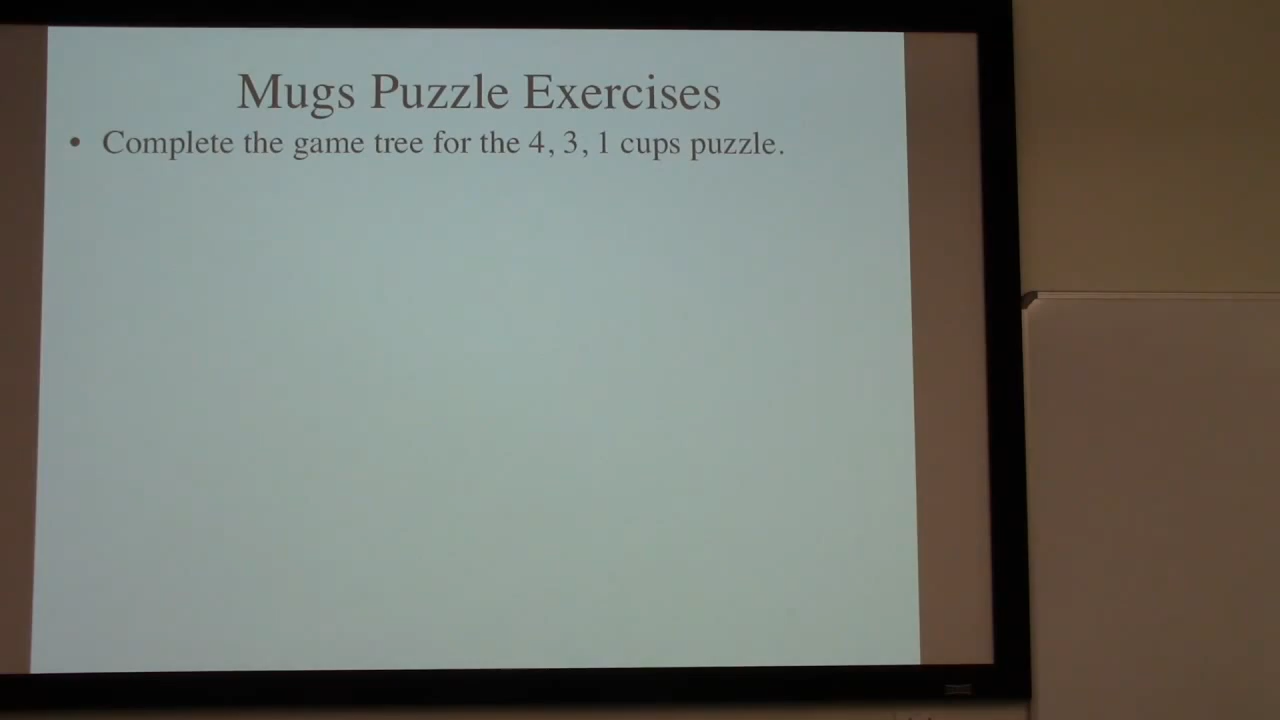 Mugs Puzzle Exercises
• Complete the game tree for the 4, 3, 1 cups puzzle.